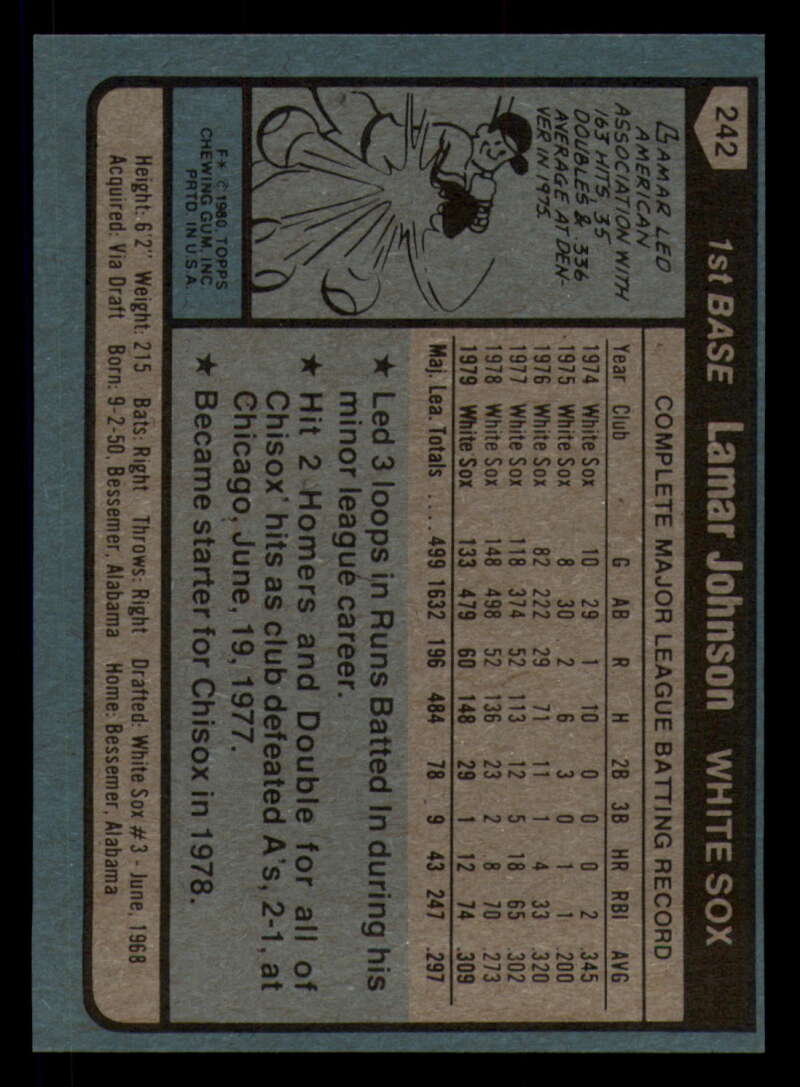 242 1st BASE Lamar Johnson WHITE SOX
LAMAR LED
AMERICAN
ASSOCIATION WITH
163 HITS, 35
DOUBLES & .336
AVERAGE AT DEN-
VER IN 1975.
F* © 1980 TOPPS
CHEWING GUM, INC.
PRTD. IN U.S.A.
COMPLETE MAJOR LEAGUE BATTING RECORD
Year Club G AB R H 2B 3B HR RBI AVG
1974 White Sox 10 29 1 10 0 0 0 2 .345
1975 White Sox 8 30 2 6 3 0 1 1 .200
1976 White Sox 82 222 29 71 11 1 4 33 .320
1977 White Sox 118 374 52 113 12 5 18 65 .302
1978 White Sox 148 498 52 136 23 2 8 70 .273
1979 White Sox 133 479 60 148 29 1 12 74 .309
Maj. Lea. Totals .... 499 1632 196 484 78 9 43 247 .297
★ Led 3 loops in Runs Batted In during his
minor league career.
★ Hit 2 Homers and Double for all of
Chisox' hits as club defeated A's, 2-1, at
Chicago, June, 19, 1977.
★ Became starter for Chisox in 1978.
Height: 6'2" Weight: 215 Bats: Right Throws: Right Drafted: White Sox #3 - June, 1968
Acquired: Via Draft Born: 9-2-50, Bessemer, Alabama Home: Bessemer, Alabama